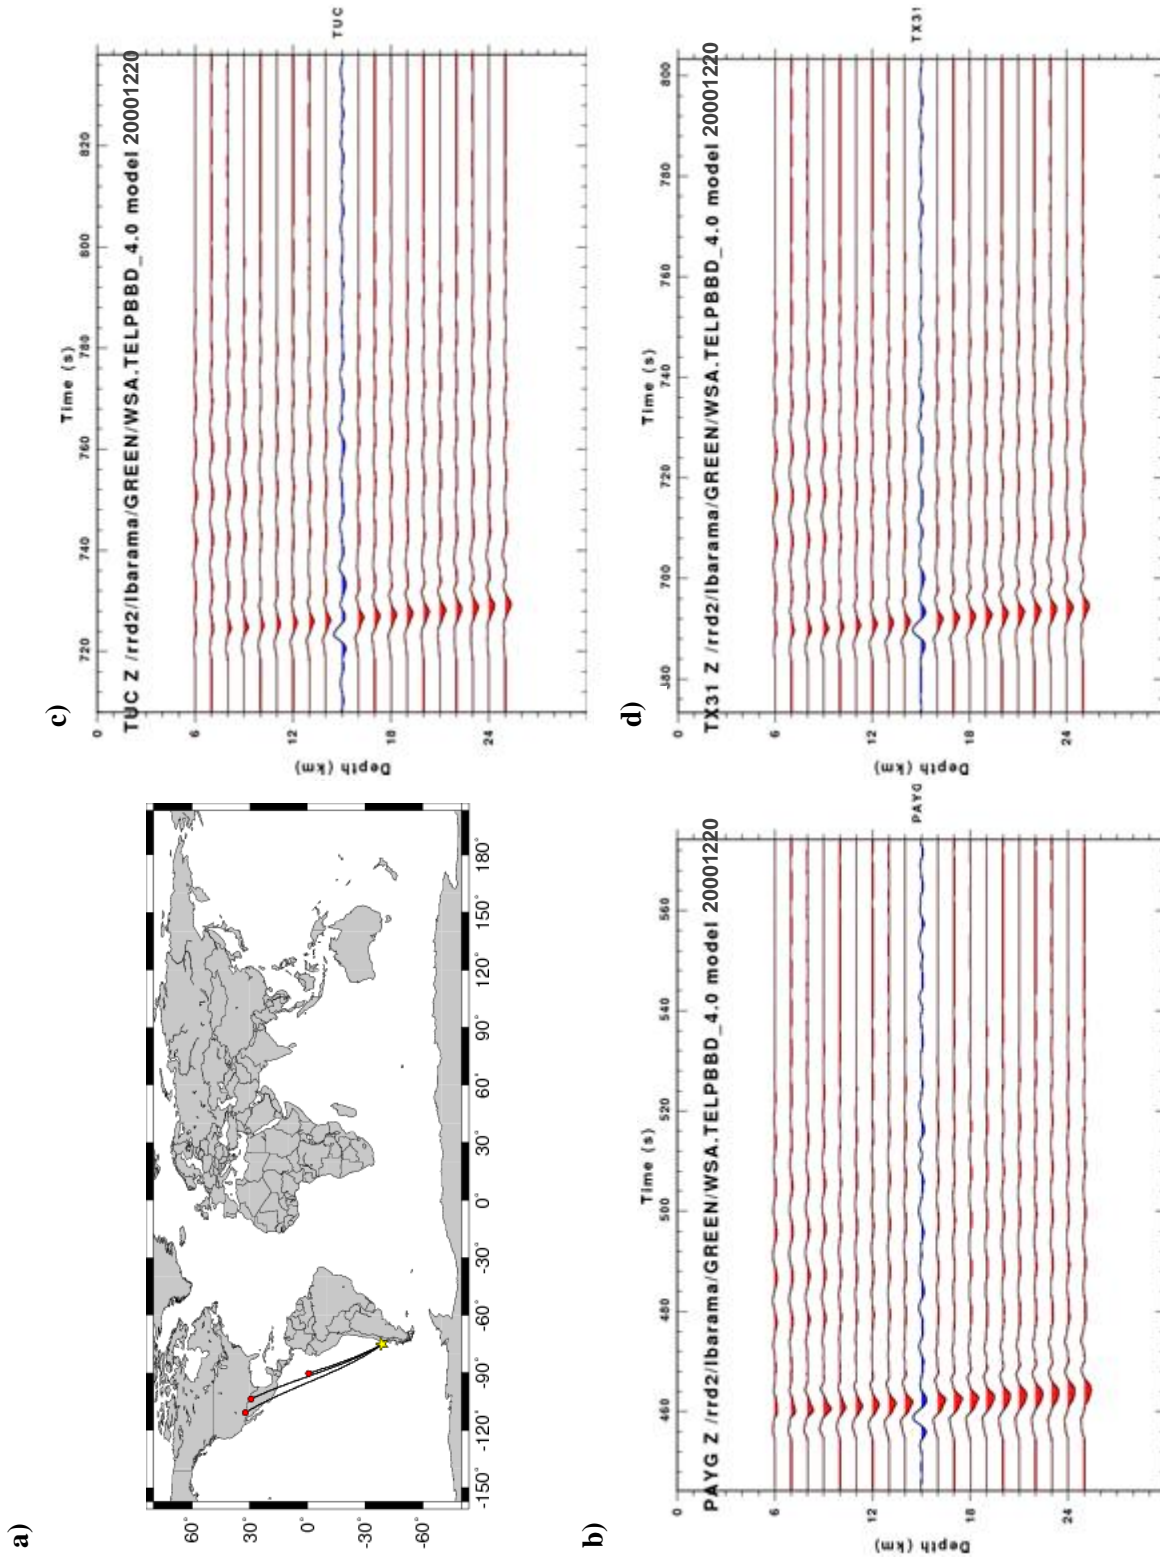 a)
60° 30° 0° -30° -60°
-150° -120° -90° -60° -30° 0° 30° 60° 90° 120° 150° 180°
b)
PAYG Z /rrd2/lbarama/GREEN/WSA.TELPBBD_4.0 model 20001220
Time (s)
460 480 500 520 540 560
Depth (km)
0 6 12 18 24
PAYG
c)
TUC Z /rrd2/lbarama/GREEN/WSA.TELPBBD_4.0 model 20001220
Time (s)
720 740 760 780 800 820
Depth (km)
0 6 12 18 24
TUC
d)
TX31 Z /rrd2/lbarama/GREEN/WSA.TELPBBD_4.0 model 20001220
Time (s)
700 720 740 760 780 800
Depth (km)
0 6 12 18 24
TX31